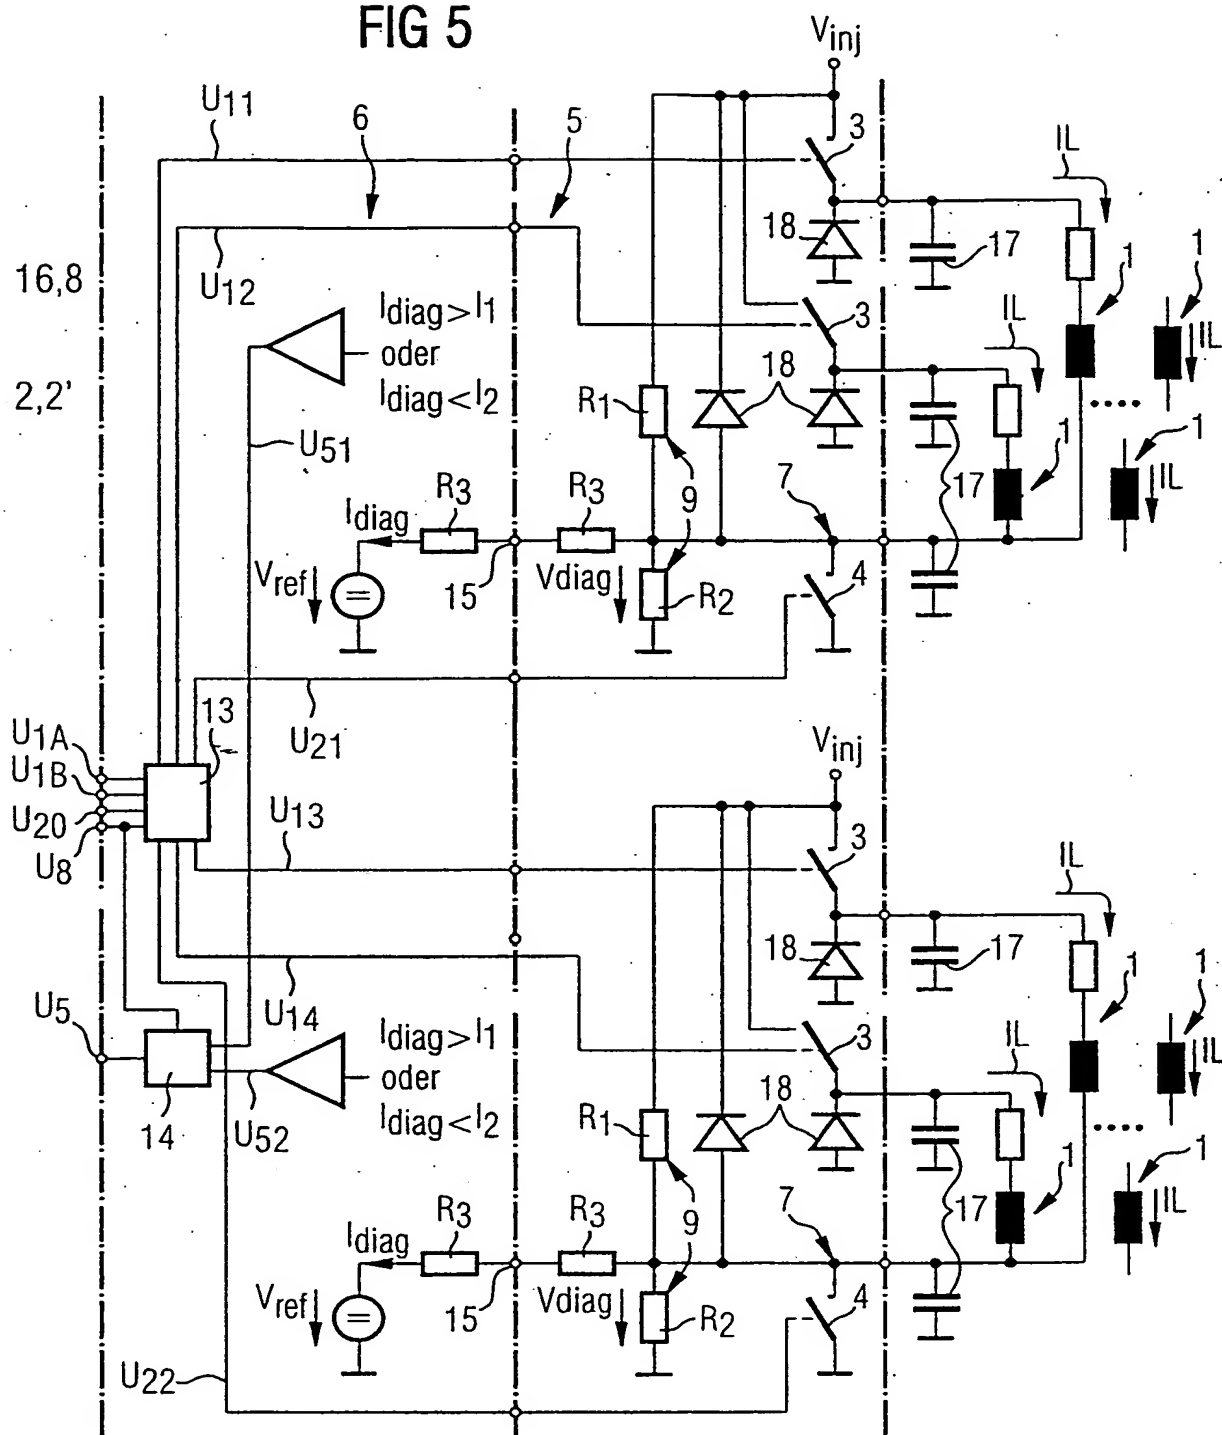 FIG 5
Vinj
U11
6
5
3
IL
18
17
1
1
16,8
U12
Idiag>I1
oder
Idiag<I2
3
IL
IL
2,2'
R1
18
1
U51
9
7
17
1
IL
R3
R3
Idiag
Vref
15
Vdiag
R2
4
U21
13
Vinj
U1A
U1B
U20
U8
U13
3
IL
18
17
1
1
U5
U14
Idiag>I1
oder
Idiag<I2
3
IL
IL
14
U52
R1
18
1
9
7
17
1
IL
R3
R3
Idiag
Vref
15
Vdiag
R2
4
U22